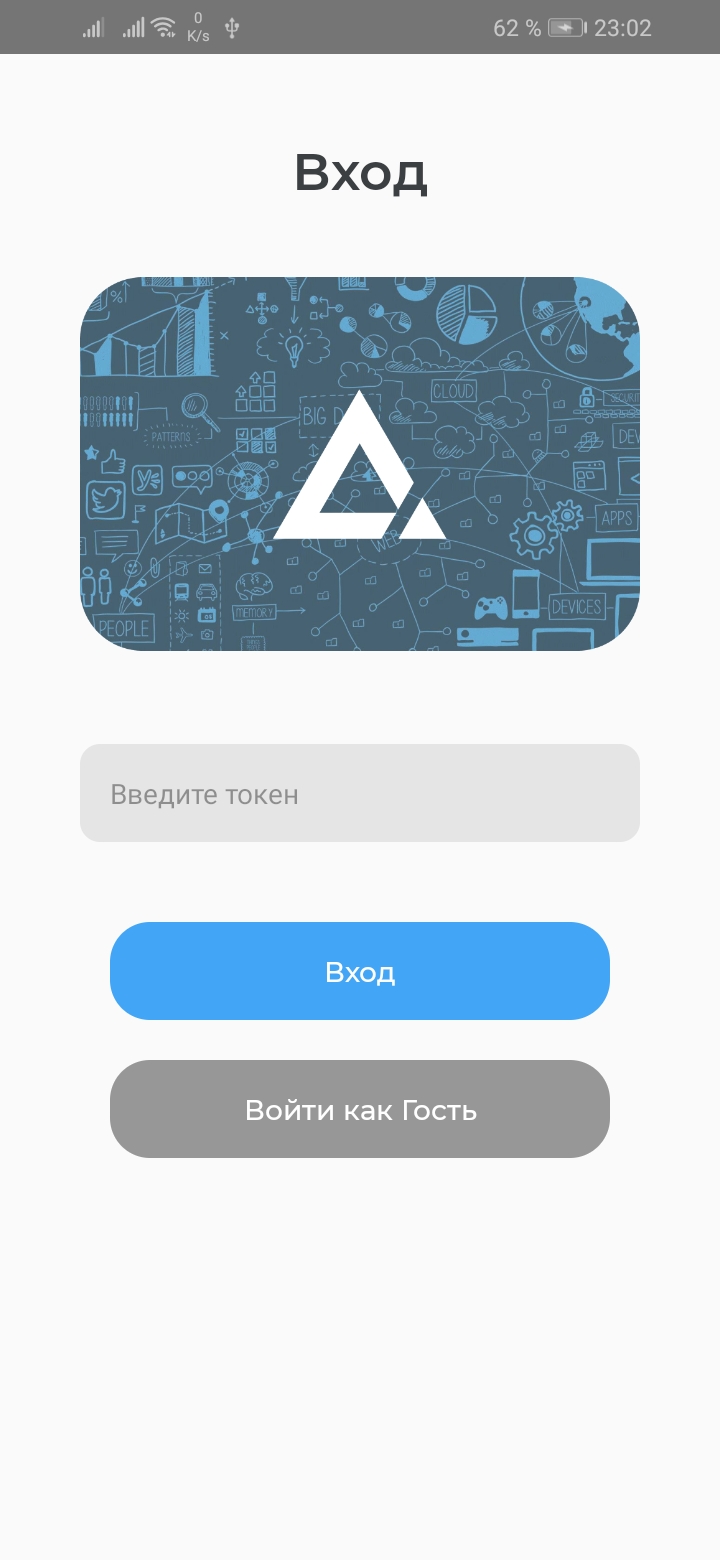 0
K/s
62 %
23:02
Вход
%
BIG D
CLOUD
PATTERNS
SECURIT
DEV
APPS
WEB
MEMORY
DEVICES
PEOPLE
Введите токен
Вход
Войти как Гость